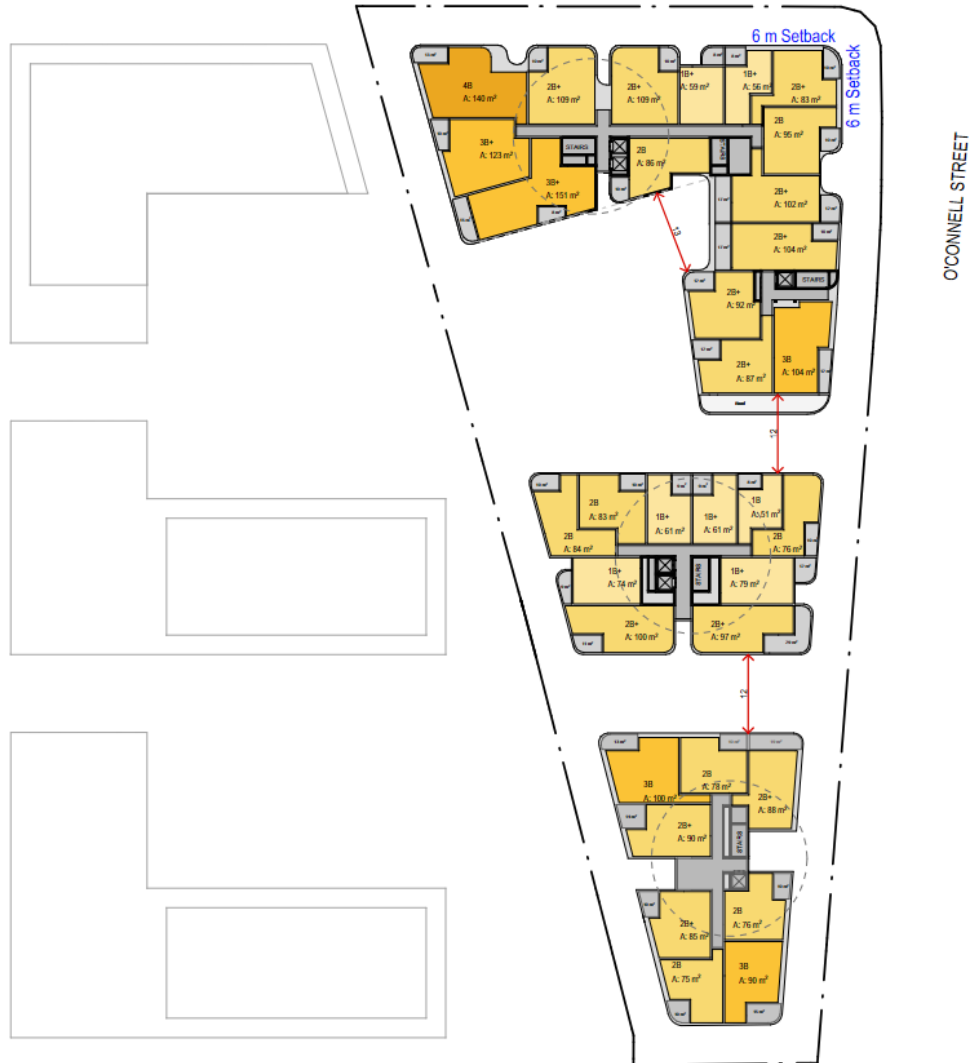 6 m Setback
6 m Setback
O'CONNELL STREET
4B
A: 140 m²
2B+
A: 109 m²
2B+
A: 109 m²
1B+
A: 59 m²
1B+
A: 56 m²
2B+
A: 83 m²
2B
A: 95 m²
3B+
A: 123 m²
STAIRS
2B
A: 86 m²
STAIRS
3B+
A: 151 m²
2B+
A: 102 m²
13
2B+
A: 104 m²
STAIRS
2B+
A: 92 m²
2B+
A: 87 m²
3B
A: 104 m²
12
2B
A: 84 m²
2B
A: 83 m²
1B+
A: 61 m²
1B+
A: 61 m²
1B
A: 51 m²
2B
A: 76 m²
1B+
A: 74 m²
STAIRS
1B+
A: 79 m²
2B+
A: 100 m²
2B+
A: 97 m²
12
3B
A: 100 m²
2B
A: 78 m²
2B+
A: 88 m²
2B+
A: 90 m²
STAIRS
2B+
A: 85 m²
2B
A: 76 m²
2B
A: 75 m²
3B
A: 90 m²